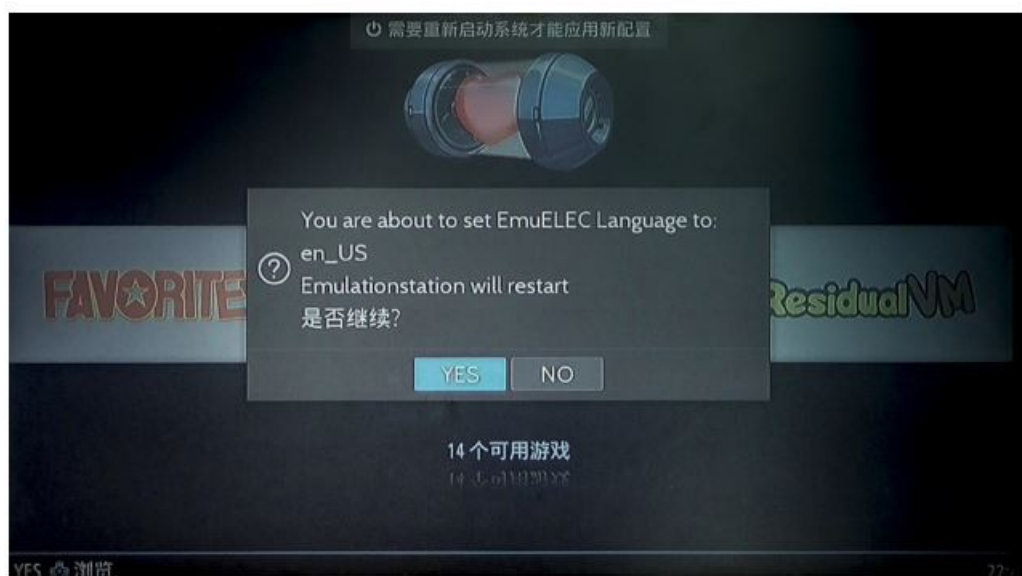 需要重新启动系统才能应用新配置
You are about to set EmuELEC Language to:
en_US
Emulationstation will restart
是否继续?
FAVORITE
ResidualVM
YES
NO
14 个可用游戏
YES 浏览